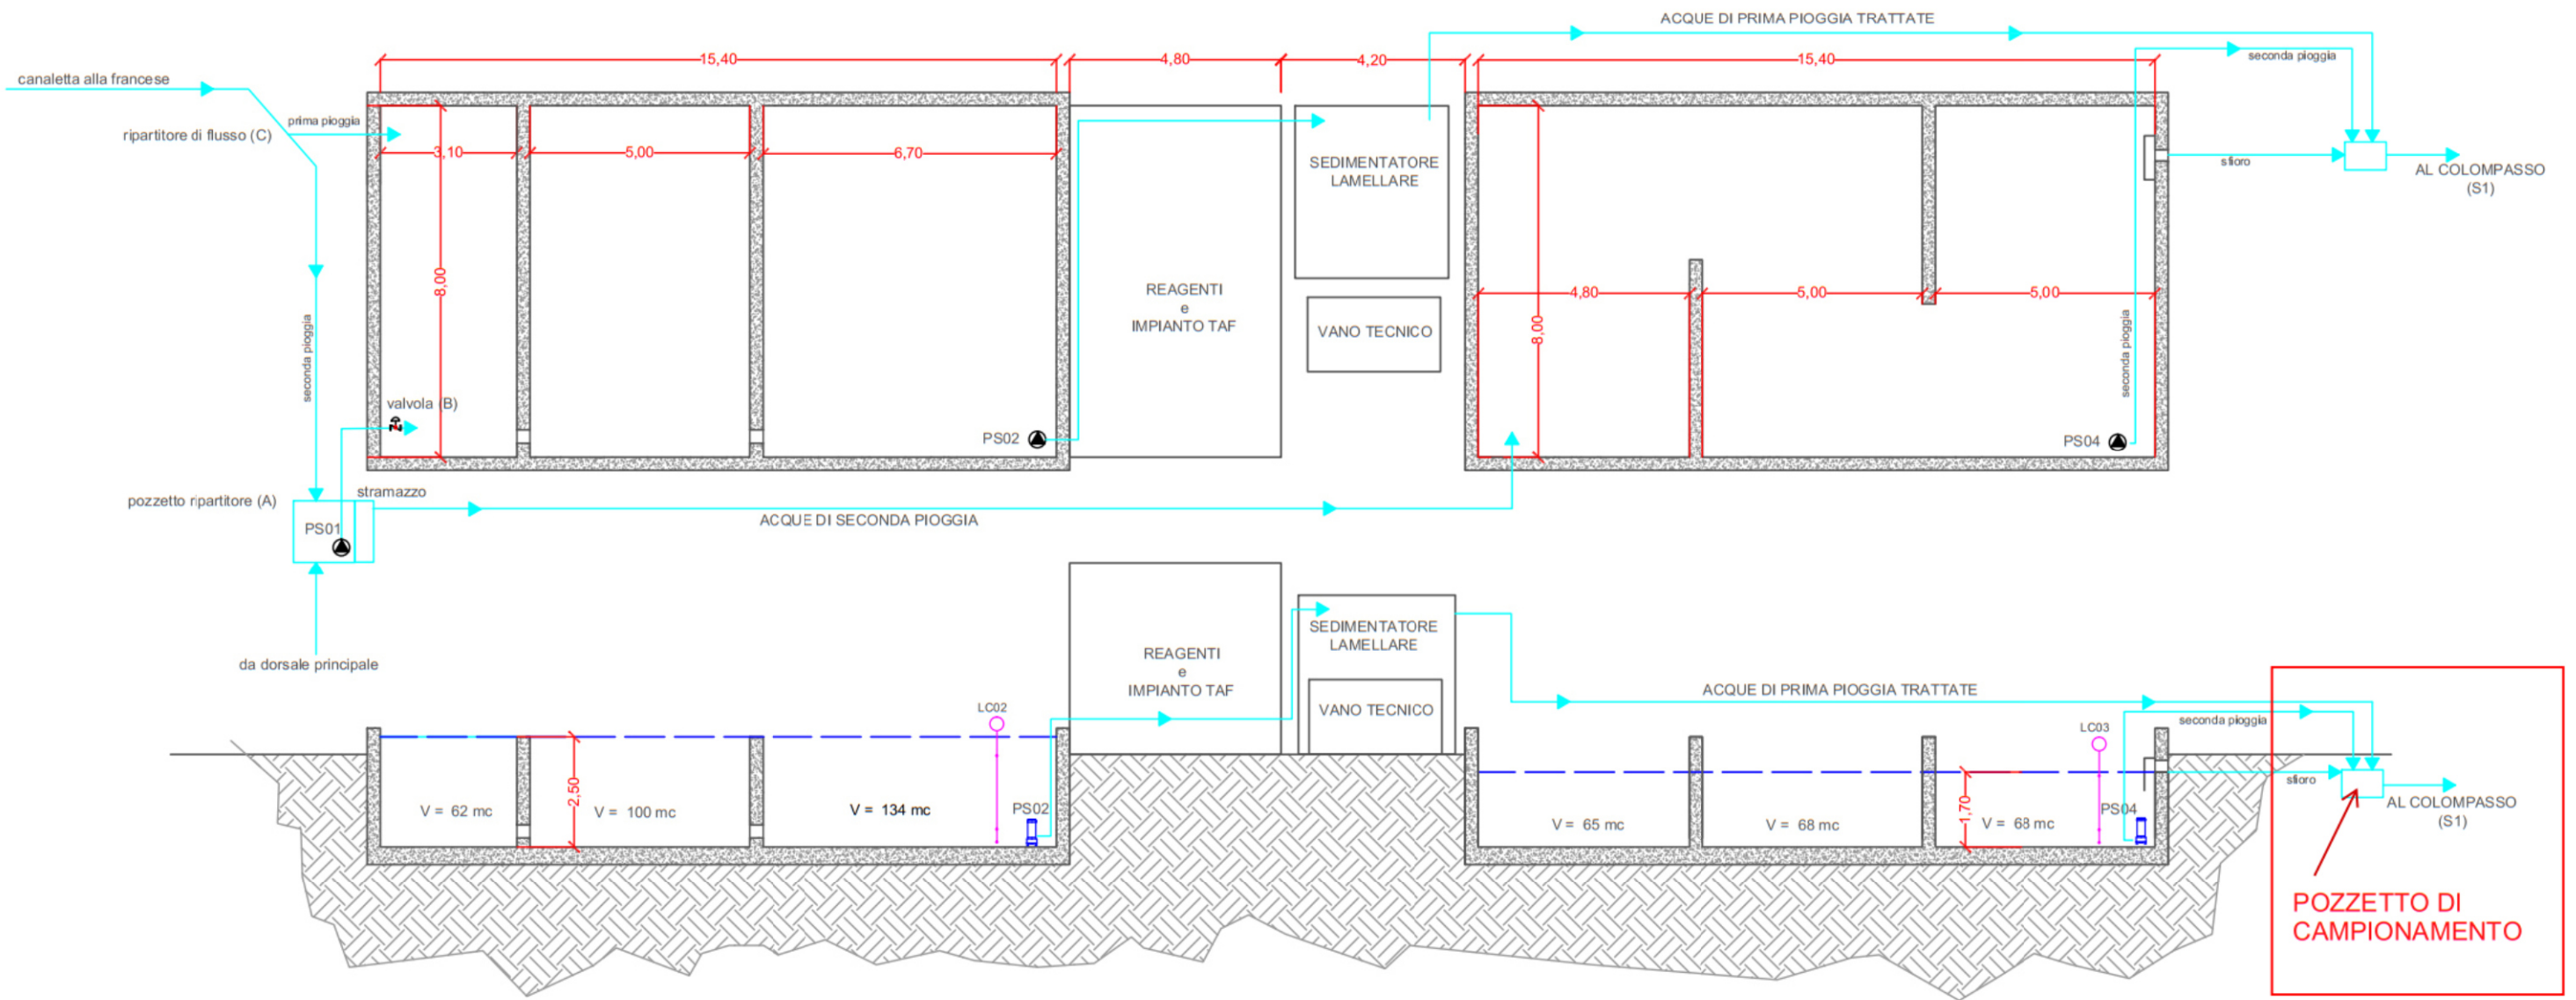 ACQUE DI PRIMA PIOGGIA TRATTATE
15,40
4,80
4,20
15,40
seconda pioggia
canaletta alla francese
prima pioggia
ripartitore di flusso (C)
3,10
5,00
6,70
SEDIMENTATORE
LAMELLARE
sfioro
AL COLOMPASSO
(S1)
8,00
REAGENTI
e
IMPIANTO TAF
VANO TECNICO
4,80
5,00
5,00
8,00
seconda pioggia
seconda pioggia
valvola (B)
PS02
PS04
pozzetto ripartitore (A)
stramazzo
PS01
ACQUE DI SECONDA PIOGGIA
da dorsale principale
REAGENTI
e
IMPIANTO TAF
SEDIMENTATORE
LAMELLARE
VANO TECNICO
ACQUE DI PRIMA PIOGGIA TRATTATE
seconda pioggia
LC02
LC03
2,50
V = 62 mc
V = 100 mc
V = 134 mc
PS02
1,70
V = 65 mc
V = 68 mc
V = 68 mc
PS04
sfioro
AL COLOMPASSO
(S1)
POZZETTO DI
CAMPIONAMENTO